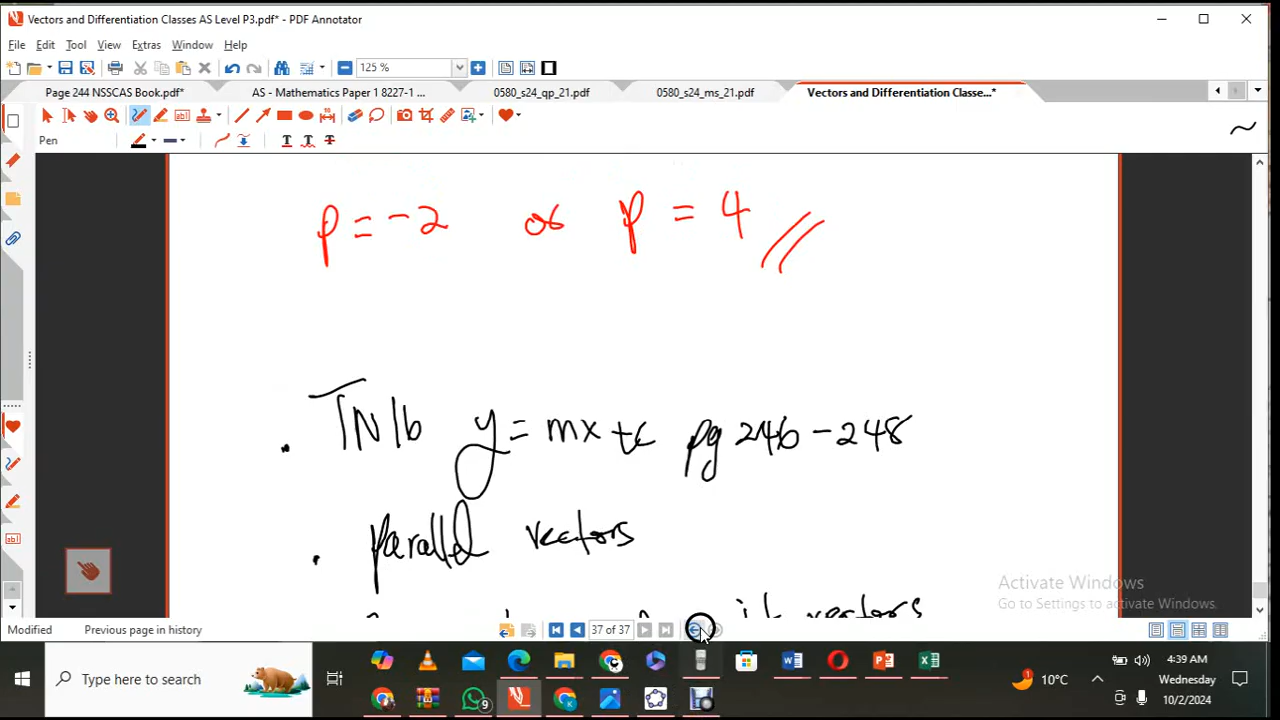 Vectors and Differentiation Classes AS Level P3.pdf* - PDF Annotator
File Edit Tool View Extras Window Help
125 %
Page 244 NSSCAS Book.pdf* AS - Mathematics Paper 1 8227-1 ... 0580_s24_qp_21.pdf 0580_s24_ms_21.pdf Vectors and Differentiation Classe...*
Pen
p = -2 or p = 4
y = mx + c pg 246 - 248
parallel vectors
vectors
Activate Windows
Go to Settings to activate Windows.
Modified Previous page in history 37 of 37
Type here to search
10°C
4:39 AM
Wednesday
10/2/2024
9